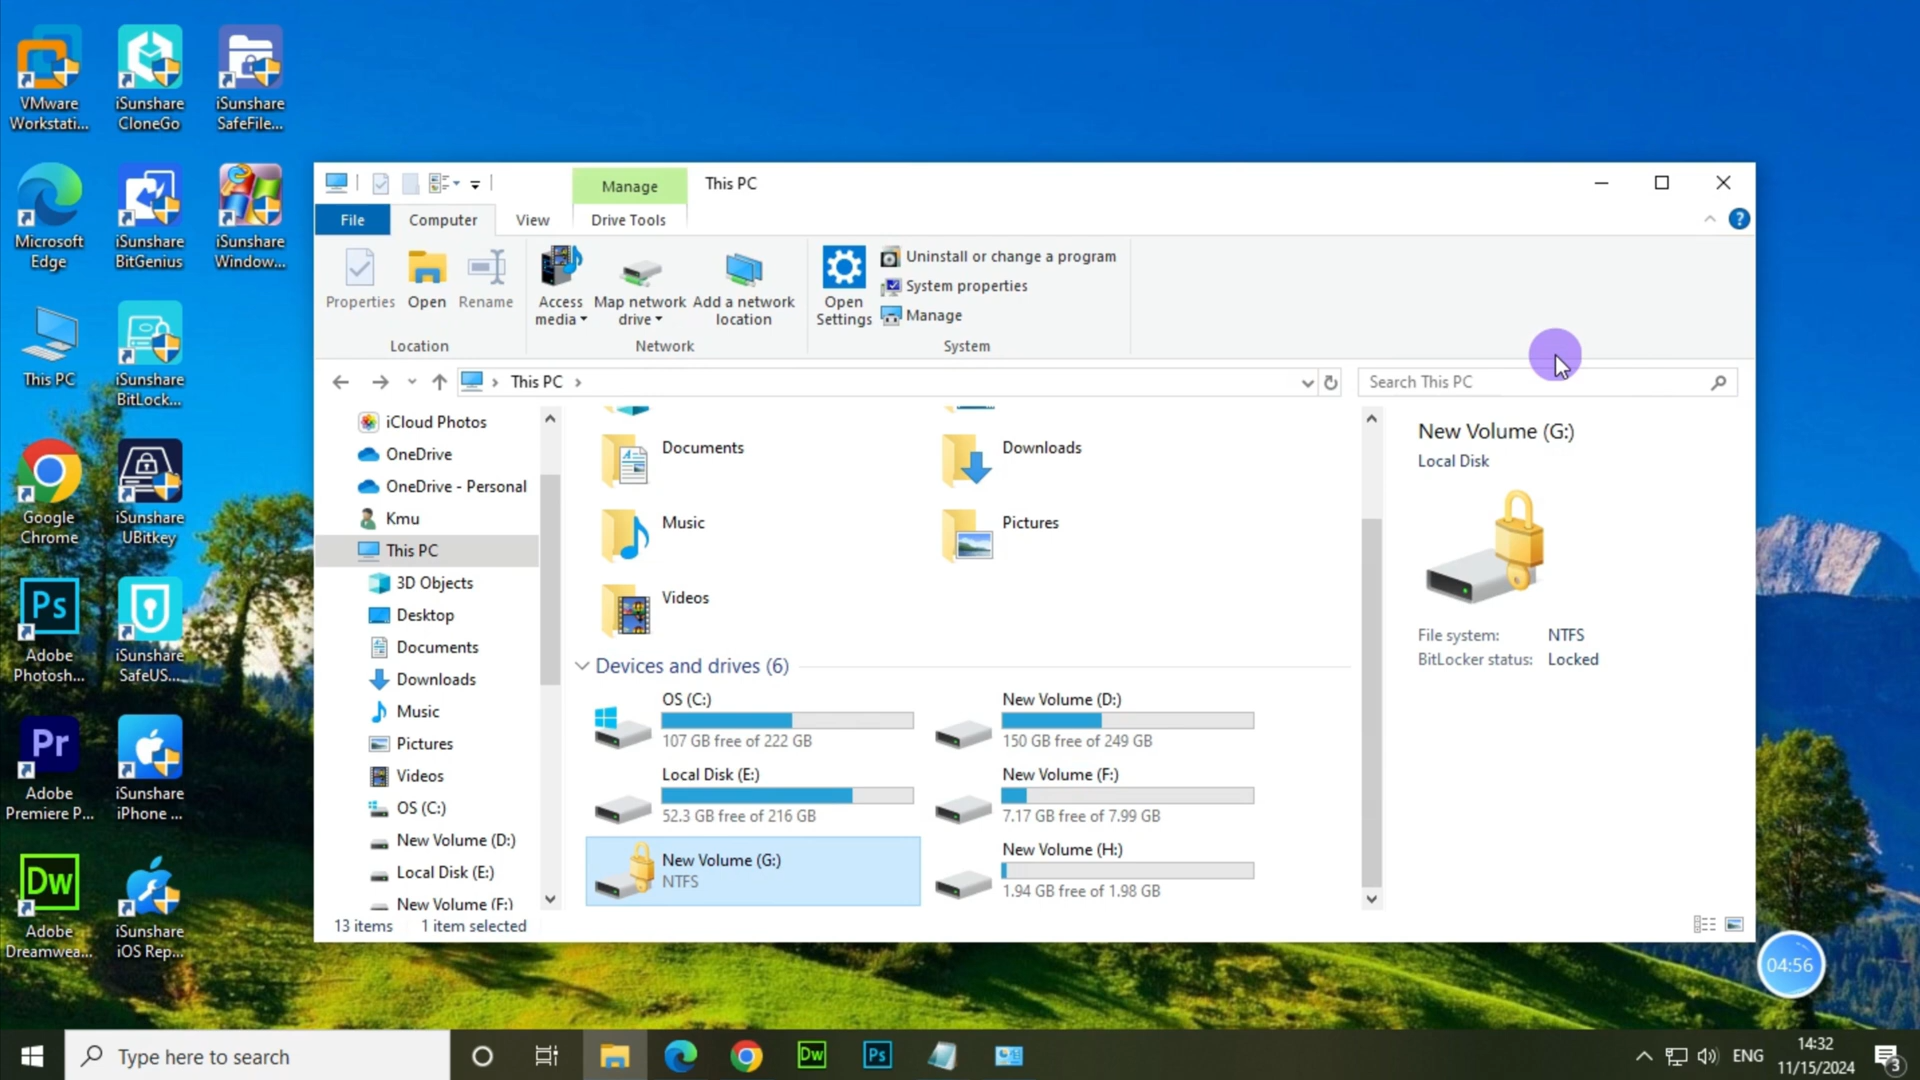 VMware
Workstati...
iSunshare
CloneGo
iSunshare
SafeFile...
Microsoft
Edge
iSunshare
BitGenius
iSunshare
Window...
This PC
iSunshare
BitLock...
Google
Chrome
iSunshare
UBitkey
Ps
Adobe
Photosh...
iSunshare
SafeUS...
Pr
Adobe
Premiere P...
iSunshare
iPhone ...
Dw
Adobe
Dreamwea...
iSunshare
iOS Rep...
Manage
This PC
File
Computer
View
Drive Tools
Properties
Open
Rename
Location
Access
media
Map network
drive
Add a network
location
Network
Open
Settings
Uninstall or change a program
System properties
Manage
System
This PC
Search This PC
iCloud Photos
OneDrive
OneDrive - Personal
Kmu
This PC
3D Objects
Desktop
Documents
Downloads
Music
Pictures
Videos
OS (C:)
New Volume (D:)
Local Disk (E:)
New Volume (F:)
Documents
Downloads
Music
Pictures
Videos
Devices and drives (6)
OS (C:)
107 GB free of 222 GB
New Volume (D:)
150 GB free of 249 GB
Local Disk (E:)
52.3 GB free of 216 GB
New Volume (F:)
7.17 GB free of 7.99 GB
New Volume (G:)
NTFS
New Volume (H:)
1.94 GB free of 1.98 GB
New Volume (G:)
Local Disk
File system: NTFS
BitLocker status: Locked
13 items 1 item selected
04:56
Type here to search
Dw
Ps
ENG
14:32
11/15/2024
3